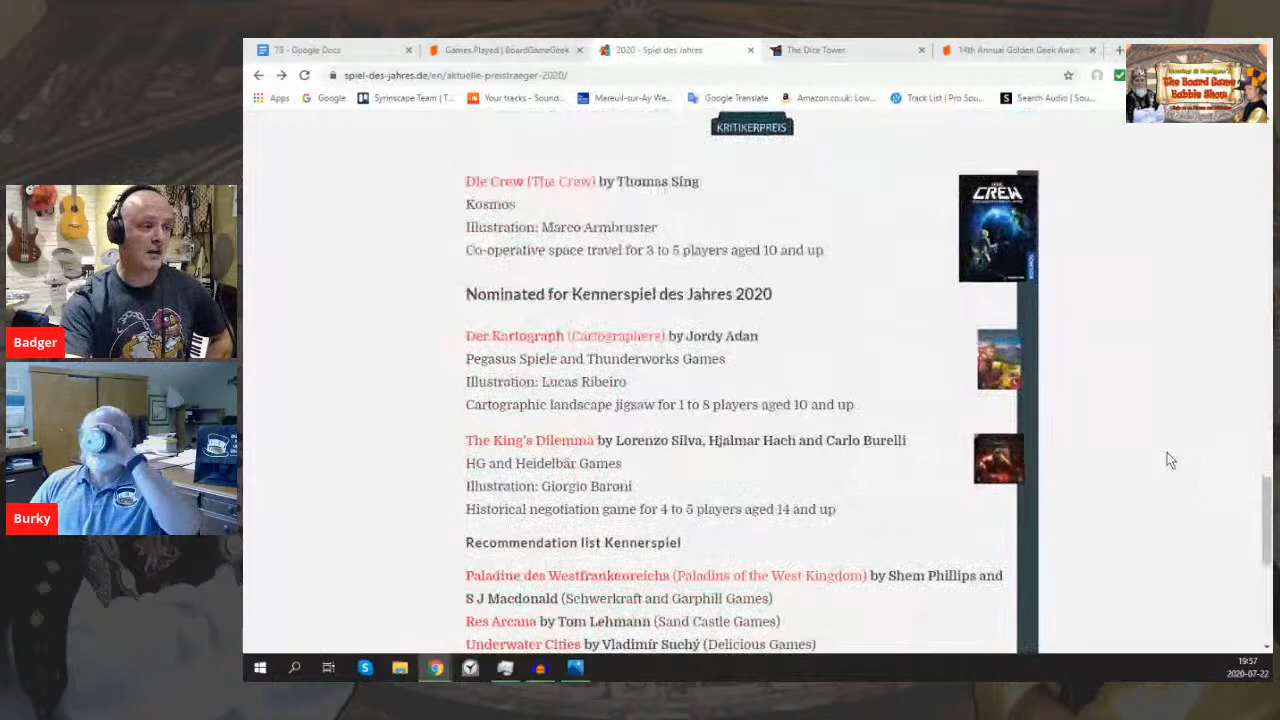 79 - Google Docs
Games Played | BoardGameGeek
2020 - Spiel des Jahres
The Dice Tower
14th Annual Golden Geek Awar
spiel-des-jahres.de/en/aktuelle-preistraeger-2020/
Apps
Google
Syrinscape Team | T...
Your tracks - Sound...
Mareuil-sur-Ay We...
Google Translate
Amazon.co.uk: Low...
Track List | Pro Sou...
Search Audio | Sou...
The Board Game
Babble Show
KRITIKERPREIS
Die Crew (The Crew) by Thomas Sing
Kosmos
Illustration: Marco Armbruster
Co-operative space travel for 3 to 5 players aged 10 and up
CREW
KOSMOS
Nominated for Kennerspiel des Jahres 2020
Der Kartograph (Cartographers) by Jordy Adan
Pegasus Spiele and Thunderworks Games
Illustration: Lucas Ribeiro
Cartographic landscape jigsaw for 1 to 8 players aged 10 and up
The King's Dilemma by Lorenzo Silva, Hjalmar Hach and Carlo Burelli
HG and Heidelbär Games
Illustration: Giorgio Baroni
Historical negotiation game for 4 to 5 players aged 14 and up
Recommendation list Kennerspiel
Paladine des Westfrankenreichs (Paladins of the West Kingdom) by Shem Phillips and
S J Macdonald (Schwerkraft and Garphill Games)
Res Arcana by Tom Lehmann (Sand Castle Games)
Underwater Cities by Vladimír Suchý (Delicious Games)
Badger
Burky
19:57
2020-07-22